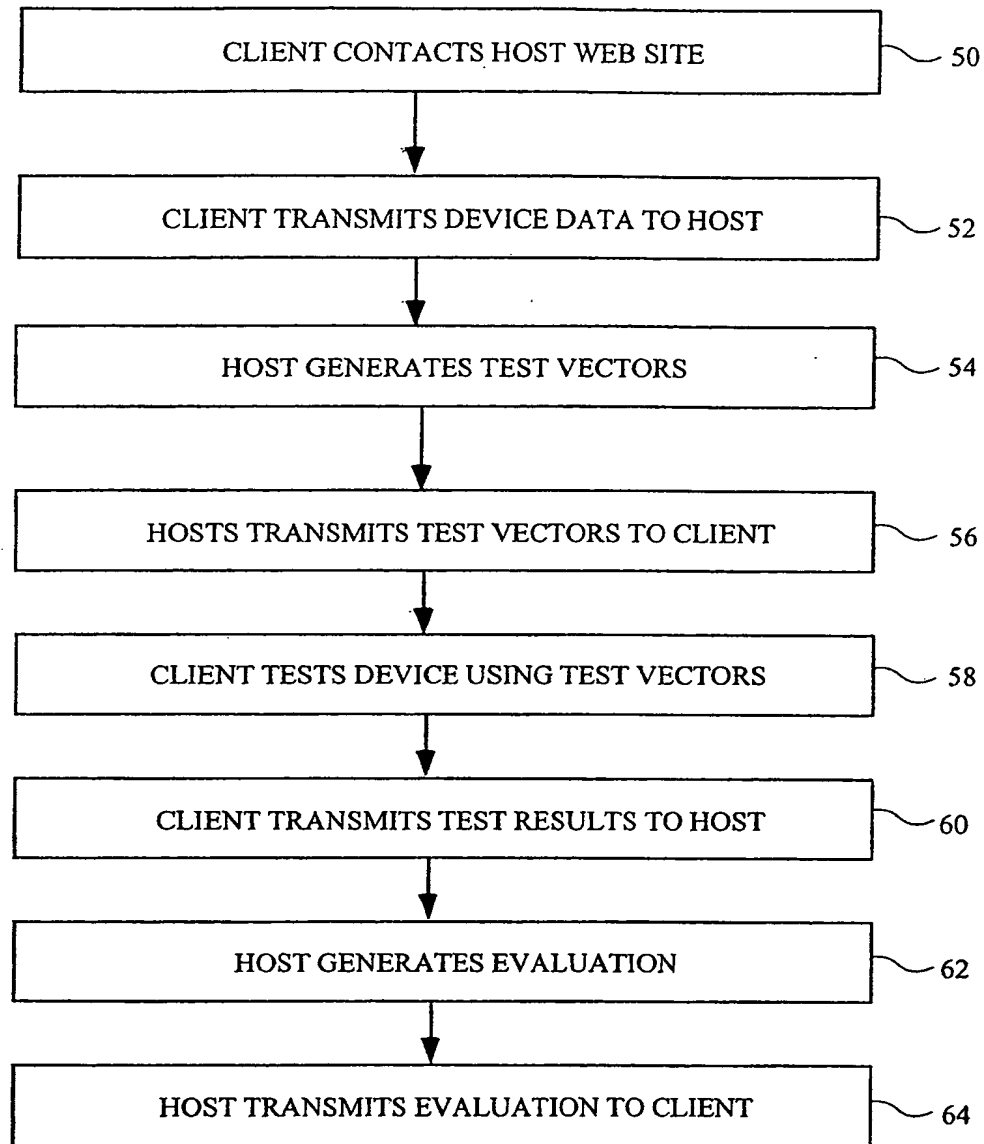 CLIENT CONTACTS HOST WEB SITE 50
CLIENT TRANSMITS DEVICE DATA TO HOST 52
HOST GENERATES TEST VECTORS 54
HOSTS TRANSMITS TEST VECTORS TO CLIENT 56
CLIENT TESTS DEVICE USING TEST VECTORS 58
CLIENT TRANSMITS TEST RESULTS TO HOST 60
HOST GENERATES EVALUATION 62
HOST TRANSMITS EVALUATION TO CLIENT 64